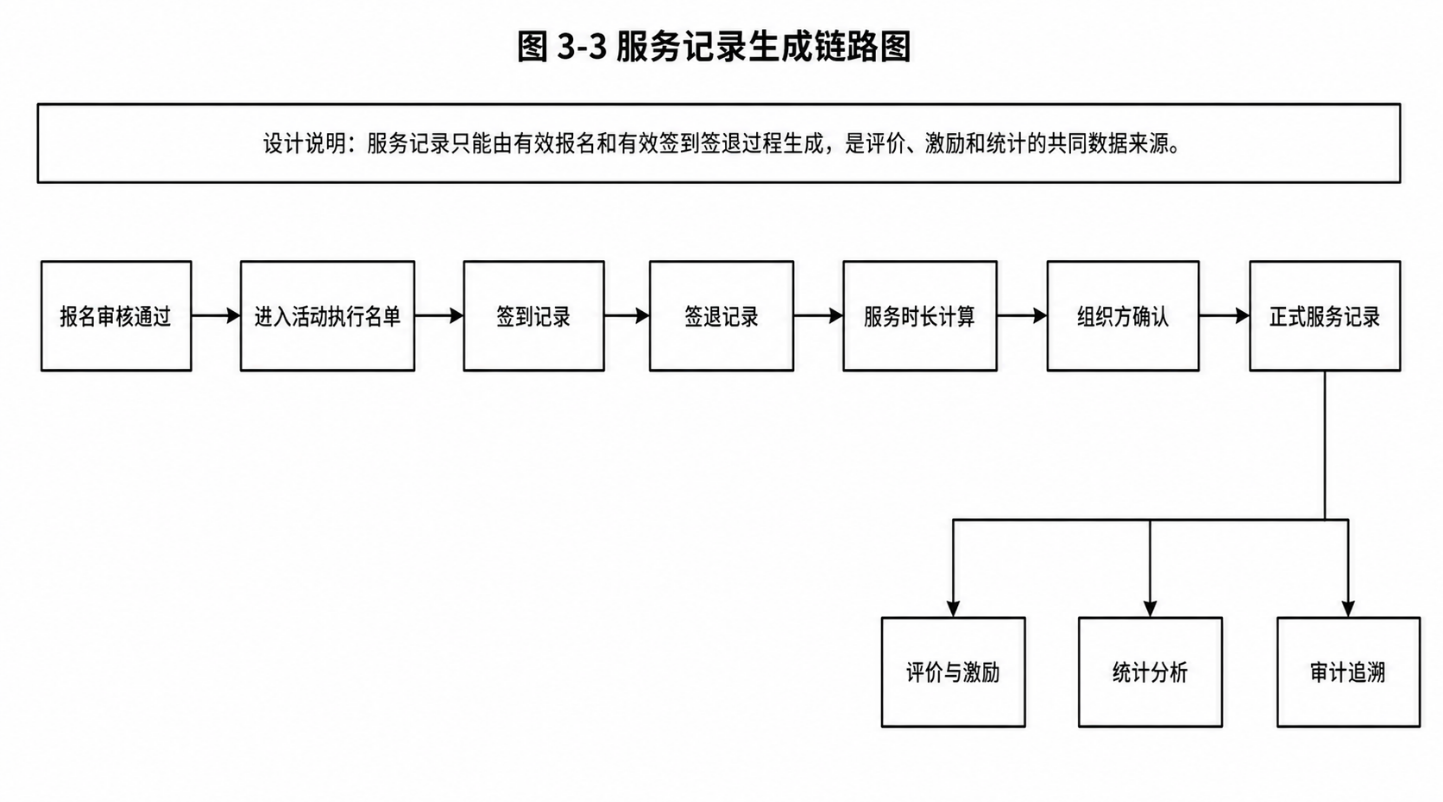 图 3-3 服务记录生成链路图
设计说明：服务记录只能由有效报名和有效签到签退过程生成，是评价、激励和统计的共同数据来源。
报名审核通过
进入活动执行名单
签到记录
签退记录
服务时长计算
组织方确认
正式服务记录
评价与激励
统计分析
审计追溯